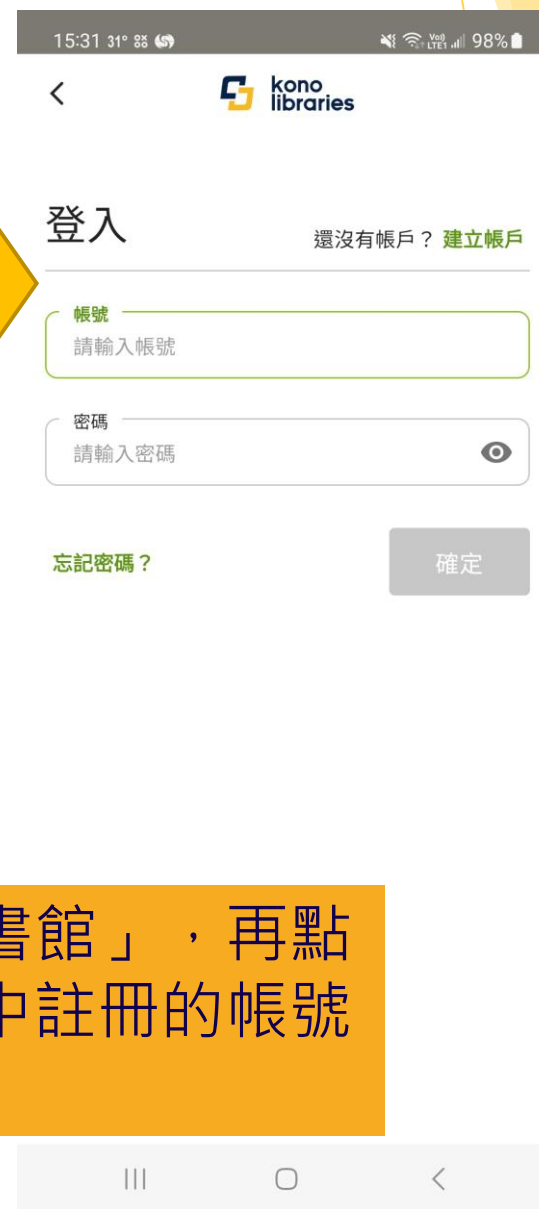 15:31 31°
98%
kono
libraries
登入
還沒有帳戶？建立帳戶
帳號
請輸入帳號
密碼
請輸入密碼
忘記密碼？
確定
書館」，再點
中註冊的帳號